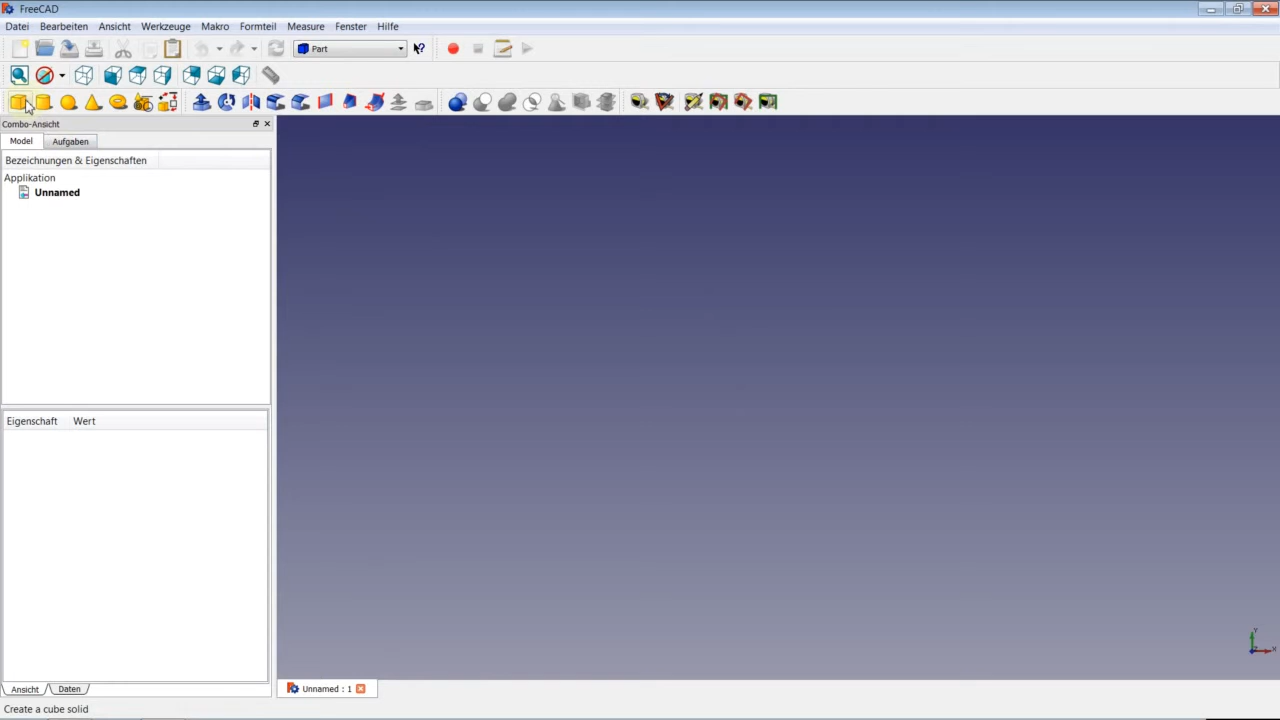 FreeCAD
Datei Bearbeiten Ansicht Werkzeuge Makro Formteil Measure Fenster Hilfe
Part
Combo-Ansicht
Model Aufgaben
Bezeichnungen & Eigenschaften
Applikation
Unnamed
Eigenschaft Wert
Y
X
Ansicht Daten
Unnamed : 1
Create a cube solid